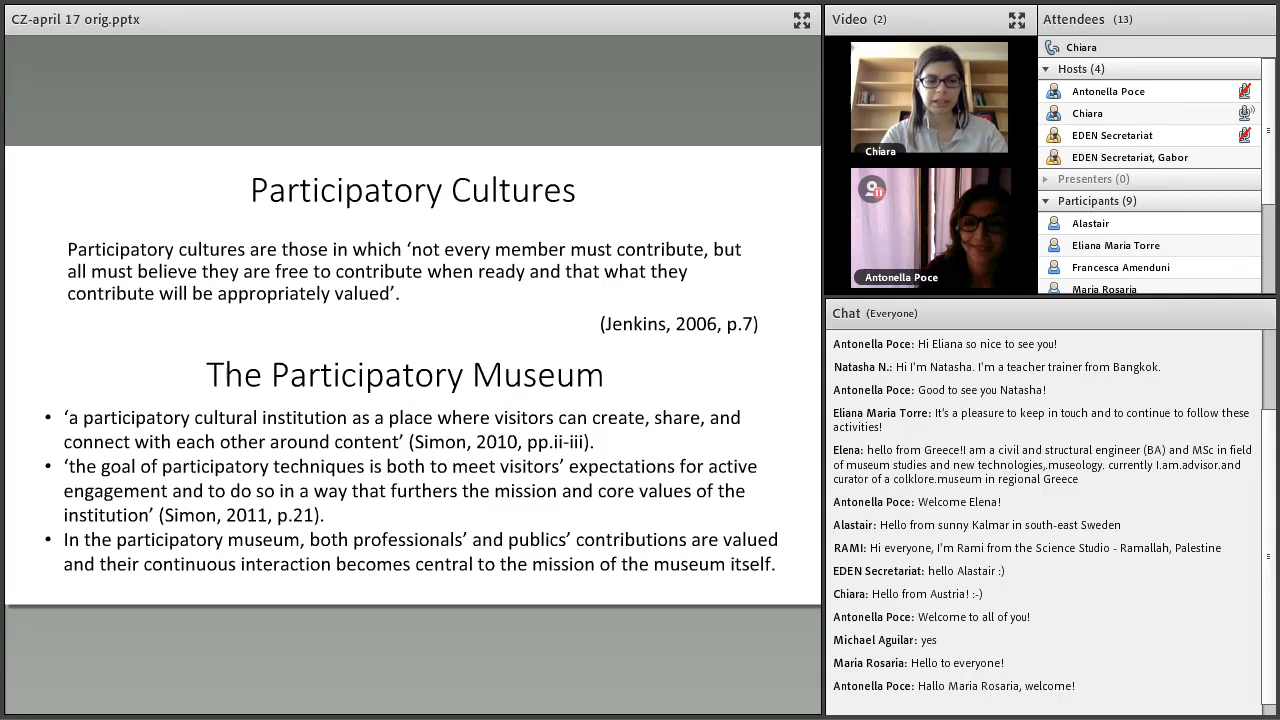 CZ-april 17 orig.pptx
Participatory Cultures
Participatory cultures are those in which ‘not every member must contribute, but
all must believe they are free to contribute when ready and that what they
contribute will be appropriately valued’.
(Jenkins, 2006, p.7)
The Participatory Museum
• ‘a participatory cultural institution as a place where visitors can create, share, and
connect with each other around content’ (Simon, 2010, pp.ii-iii).
• ‘the goal of participatory techniques is both to meet visitors’ expectations for active
engagement and to do so in a way that furthers the mission and core values of the
institution’ (Simon, 2011, p.21).
• In the participatory museum, both professionals’ and publics’ contributions are valued
and their continuous interaction becomes central to the mission of the museum itself.
Video (2)
Chiara
Antonella Poce
Attendees (13)
Chiara
Hosts (4)
Antonella Poce
Chiara
EDEN Secretariat
EDEN Secretariat, Gabor
Presenters (0)
Participants (9)
Alastair
Eliana Maria Torre
Francesca Amenduni
Maria Rosaria
Chat (Everyone)
Antonella Poce: Hi Eliana so nice to see you!
Natasha N.: Hi I'm Natasha. I'm a teacher trainer from Bangkok.
Antonella Poce: Good to see you Natasha!
Eliana Maria Torre: It's a pleasure to keep in touch and to continue to follow these
activities!
Elena: hello from Greece!I am a civil and structural engineer (BA) and MSc in field
of museum studies and new technologies,.museology. currently I.am.advisor.and
curator of a colklore.museum in regional Greece
Antonella Poce: Welcome Elena!
Alastair: Hello from sunny Kalmar in south-east Sweden
RAMI: Hi everyone, I'm Rami from the Science Studio - Ramallah, Palestine
EDEN Secretariat: hello Alastair :)
Chiara: Hello from Austria! :-)
Antonella Poce: Welcome to all of you!
Michael Aguilar: yes
Maria Rosaria: Hello to everyone!
Antonella Poce: Hallo Maria Rosaria, welcome!